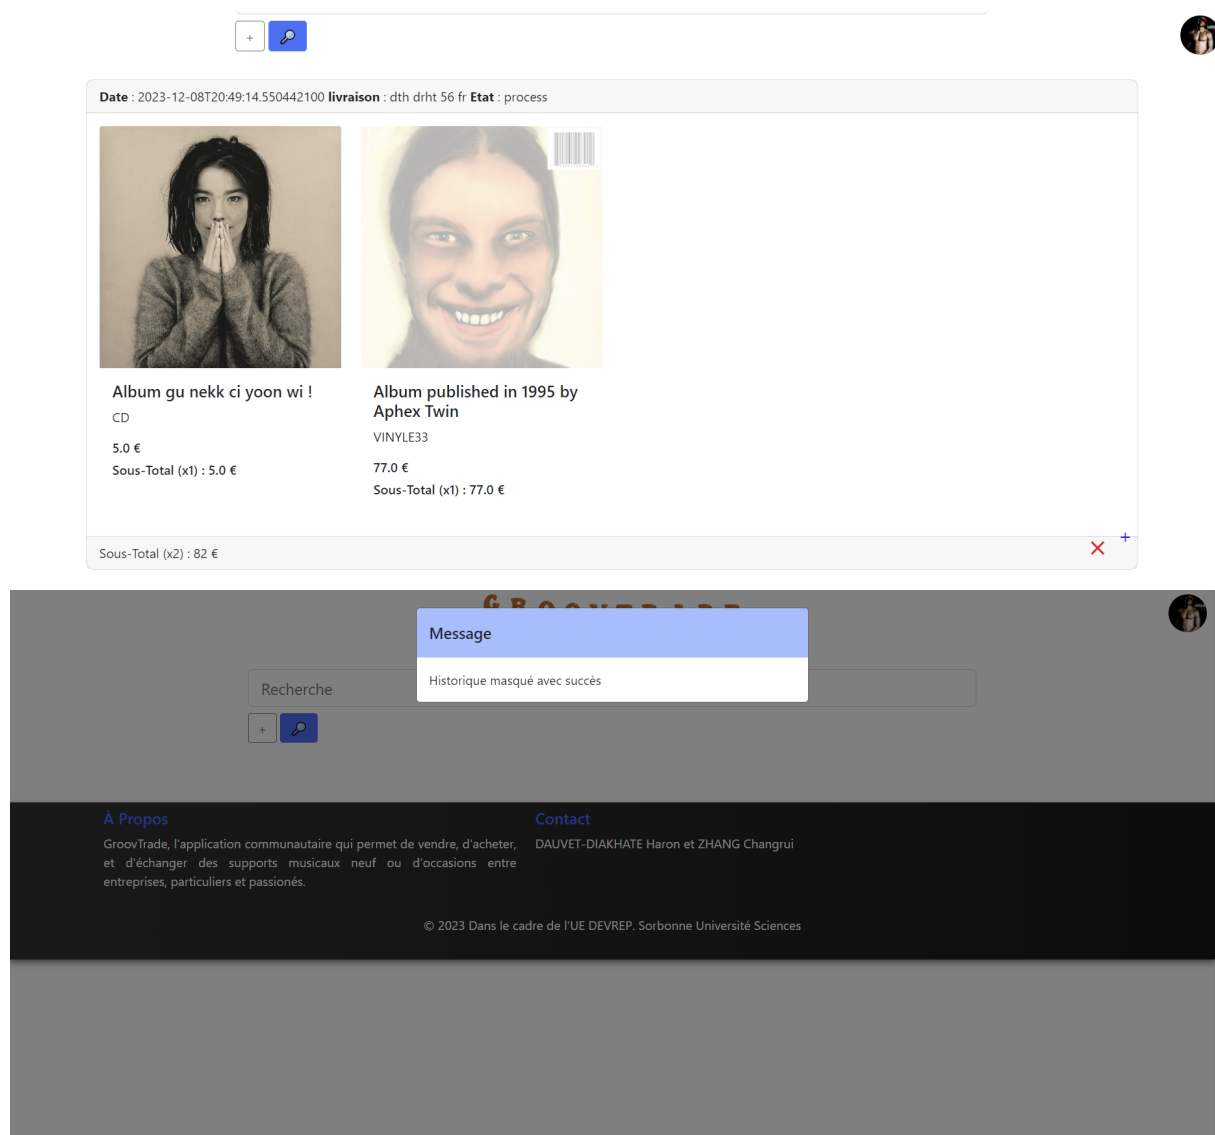 +
Date : 2023-12-08T20:49:14.550442100 livraison : dth drht 56 fr Etat : process
Album gu nekk ci yoon wi !
CD
5.0 €
Sous-Total (x1) : 5.0 €
Album published in 1995 by
Aphex Twin
VINYLE33
77.0 €
Sous-Total (x1) : 77.0 €
Sous-Total (x2) : 82 €
+
Message
Historique masqué avec succès
Recherche
+
À Propos
GroovTrade, l'application communautaire qui permet de vendre, d'acheter,
et d'échanger des supports musicaux neuf ou d'occasions entre
entreprises, particuliers et passionés.
Contact
DAUVET-DIAKHATE Haron et ZHANG Changrui
© 2023 Dans le cadre de l'UE DEVREP. Sorbonne Université Sciences